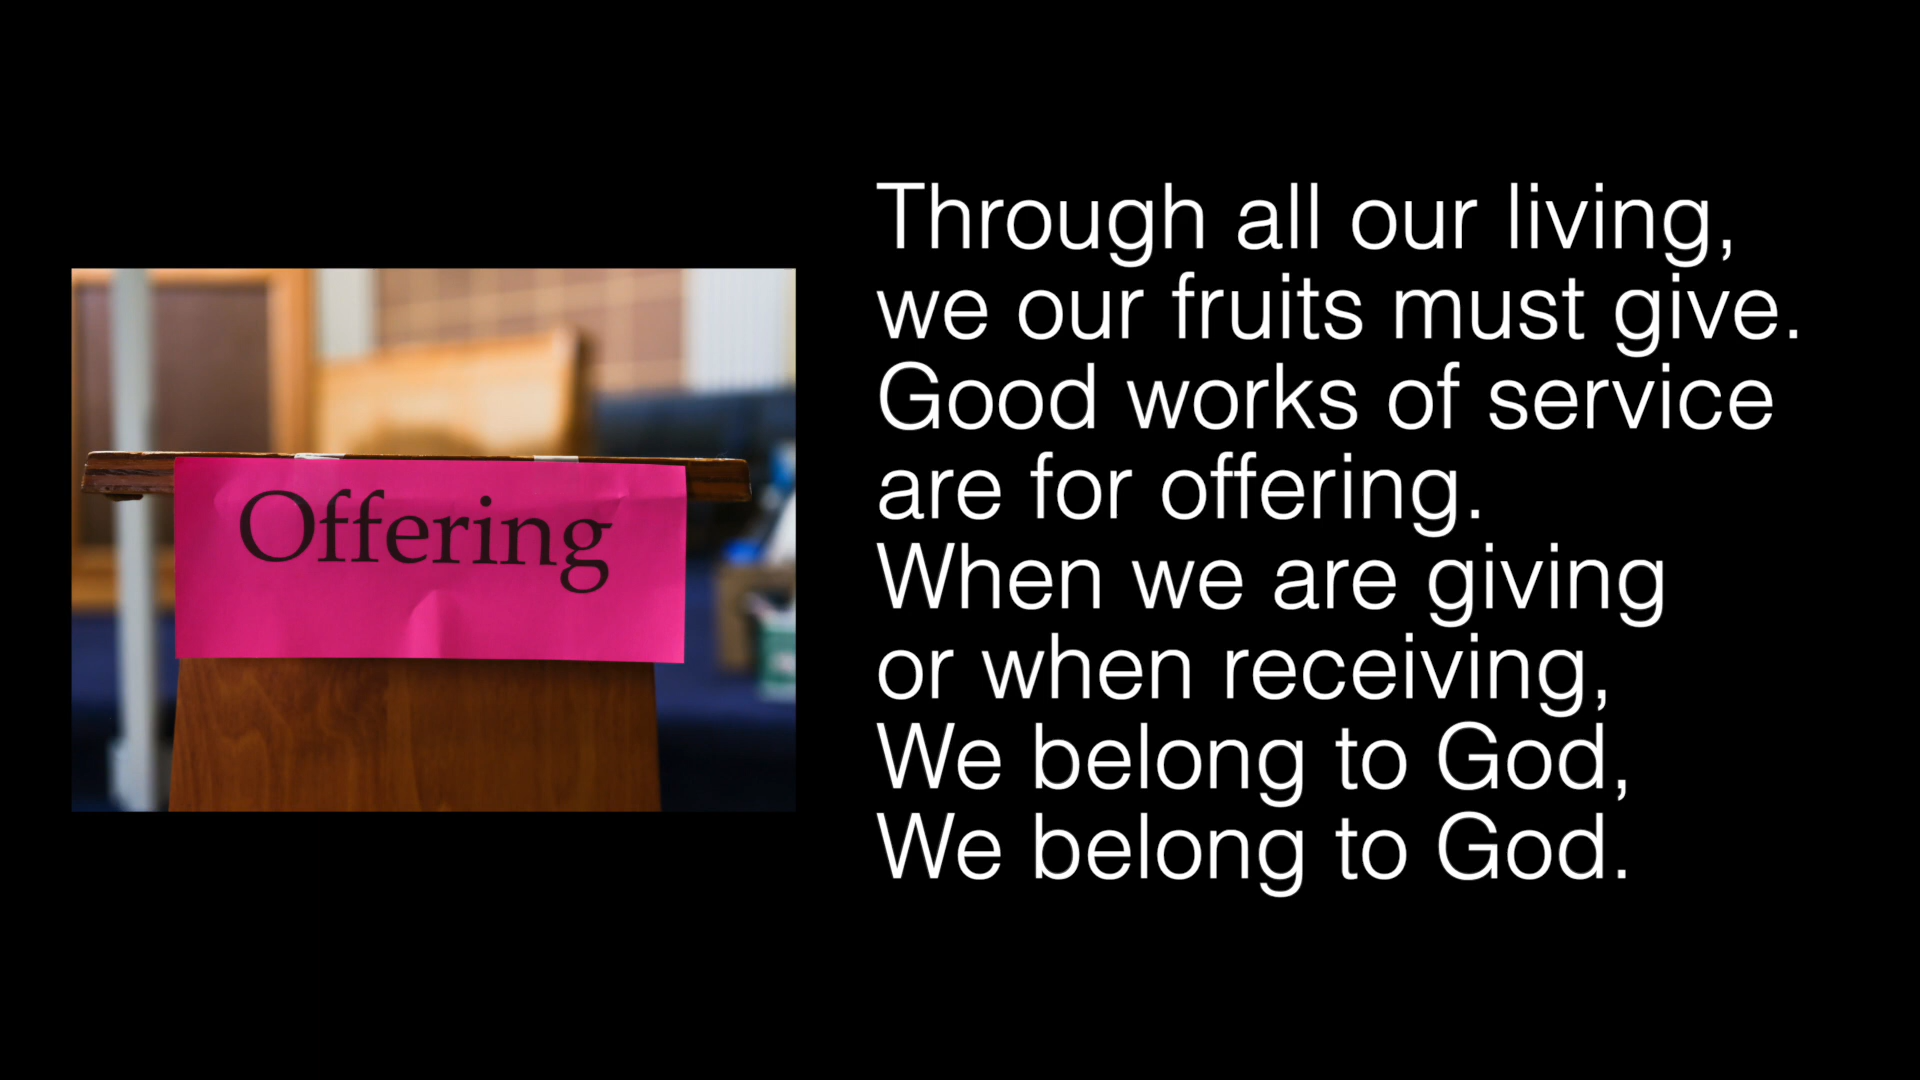 Offering
Through all our living,
we our fruits must give.
Good works of service
are for offering.
When we are giving
or when receiving,
We belong to God,
We belong to God.